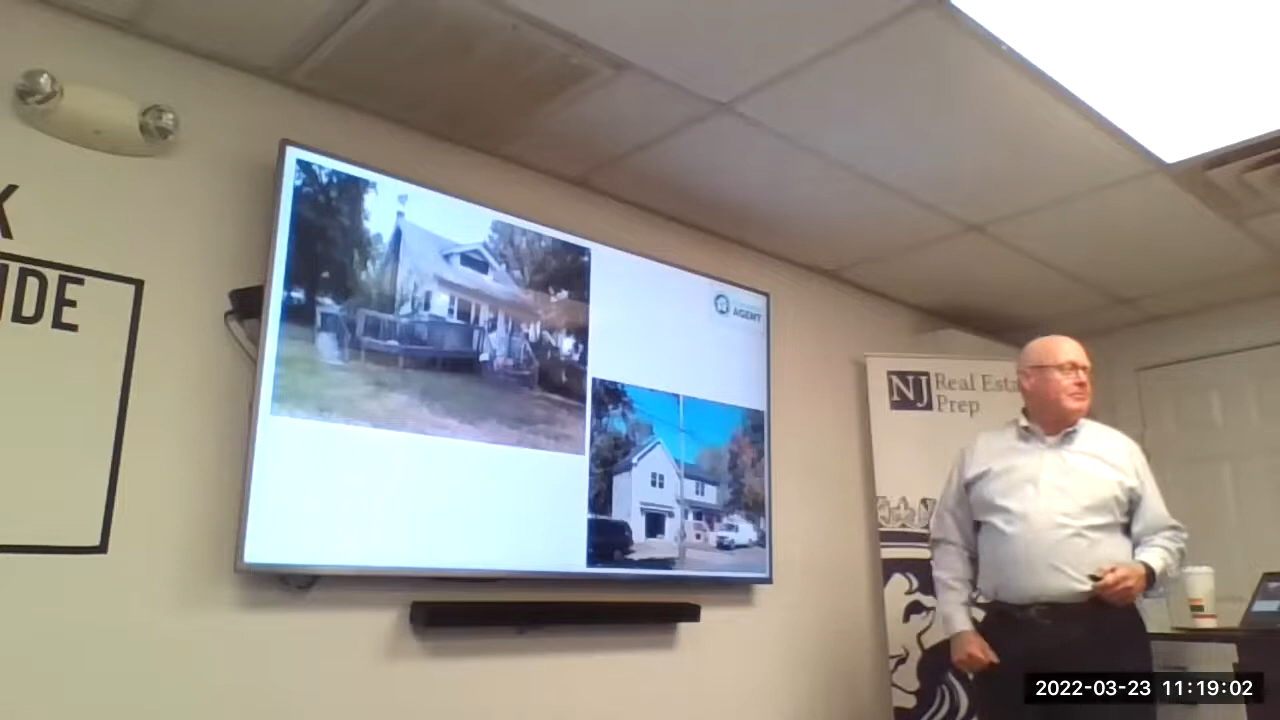 K
IDE
AGENT
NJ Real Esta
Prep
2022-03-23 11:19:02